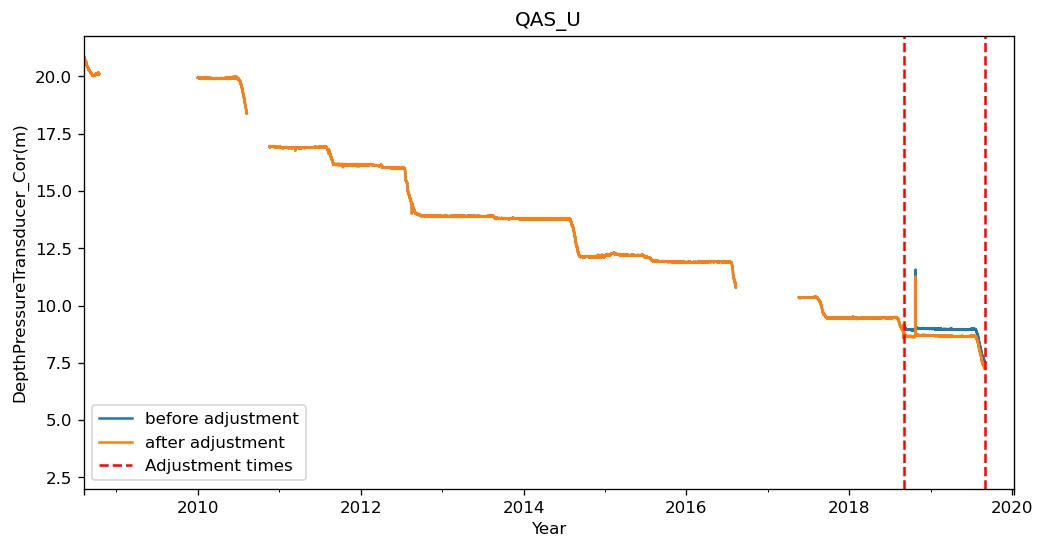 QAS_U
DepthPressureTransducer_Cor(m)
20.0
17.5
15.0
12.5
10.0
7.5
5.0
2.5
before adjustment
after adjustment
Adjustment times
2010 2012 2014 2016 2018 2020
Year